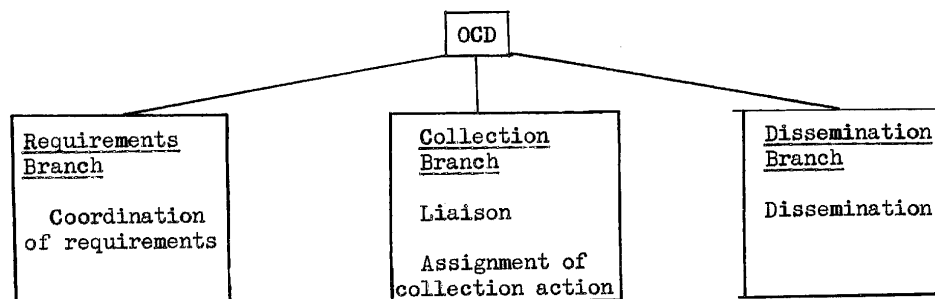 OCD
Requirements
Branch
Coordination
of requirements
Collection
Branch
Liaison
Assignment of
collection action
Dissemination
Branch
Dissemination